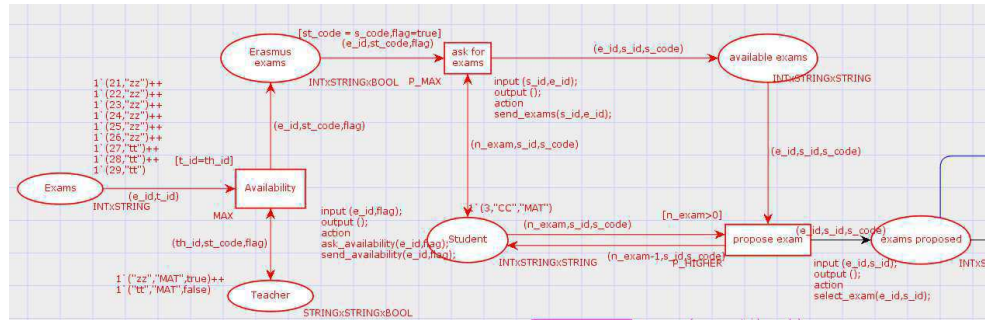 [st_code = s_code,flag=true]
(e_id,st_code,flag)
Erasmus
exams
ask for
exams
(e_id,s_id,s_code)
available exams
INTxSTRINGxBOOL
P_MAX
INTxSTRINGxSTRING
1`(21,"zz")++
1`(22,"zz")++
1`(23,"zz")++
1`(24,"zz")++
1`(25,"zz")++
1`(26,"zz")++
1`(27,"tt")++
1`(28,"tt")++
1`(29,"tt")
input (s_id,e_id);
output ();
action
send_exams(s_id,e_id);
(e_id,st_code,flag)
(n_exam,s_id,s_code)
(e_id,s_id,s_code)
[t_id=th_id]
Exams
(e_id,t_id)
INTxSTRING
Availability
MAX
input (e_id,flag);
output ();
action
ask_availability(e_id,flag);
send_availability(e_id,flag);
1`(3,"CC","MAT")
Student
INTxSTRINGxSTRING
(n_exam,s_id,s_code)
(n_exam-1,s_id,s_code)
[n_exam>0]
propose exam
P_HIGHER
(e_id,s_id,s_code)
exams proposed
input (e_id,s_id);
output ();
action
select_exam(e_id,s_id);
(th_id,st_code,flag)
1`("zz","MAT",true)++
1`("tt","MAT",false)
Teacher
STRINGxSTRINGxBOOL